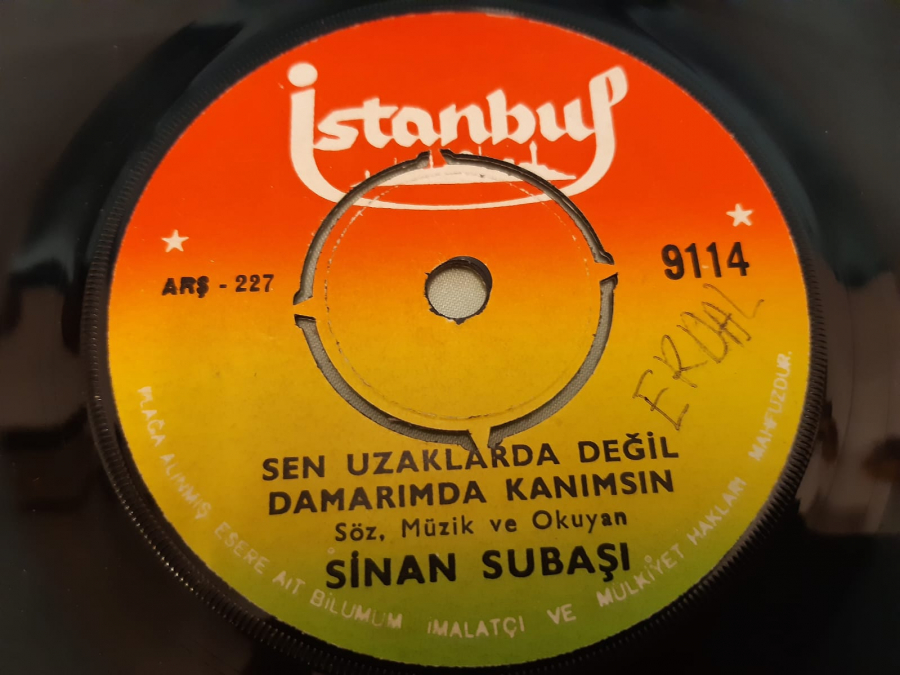 İstanbul
ARŞ - 227
9114
ERDAL
SEN UZAKLARDA DEĞİL
DAMARIMDA KANIMSIN
Söz, Müzik ve Okuyan
SİNAN SUBAŞI
PLAĞA ALINMIŞ ESERE AİT BİLUMUM İMALATÇI VE MÜLKİYET HAKLARI MAHFUZDUR.